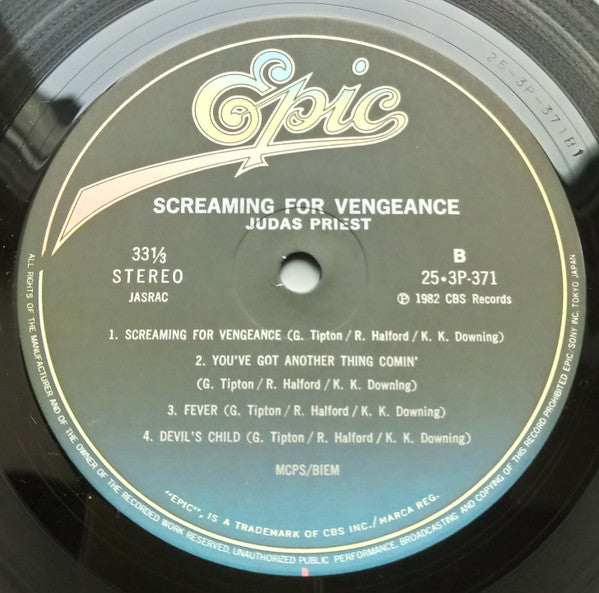 25-3P-371B1
Epic
SCREAMING FOR VENGEANCE
JUDAS PRIEST
33⅓
STEREO
JASRAC
B
25•3P-371
Ⓟ 1982 CBS Records
1. SCREAMING FOR VENGEANCE (G. Tipton/R. Halford/K. K. Downing)
2. YOU'VE GOT ANOTHER THING COMIN'
(G. Tipton/R. Halford/K. K. Downing)
3. FEVER (G. Tipton/R. Halford/K. K. Downing)
4. DEVIL'S CHILD (G. Tipton/R. Halford/K. K. Downing)
MCPS/BIEM
"EPIC", IS A TRADEMARK OF CBS INC./MARCA REG.
ALL RIGHTS OF THE MANUFACTURER AND OF THE OWNER OF THE RECORDED WORK RESERVED, UNAUTHORIZED PUBLIC PERFORMANCE, BROADCASTING, AND COPYING OF THIS RECORD PROHIBITED EPIC. SONY INC. TOKYO JAPAN